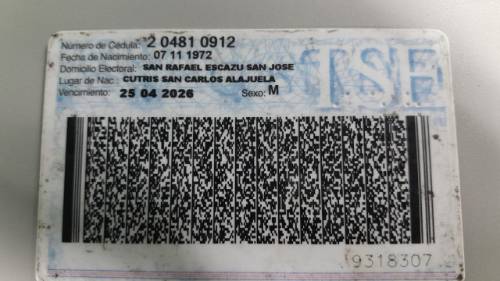 Número de Cédula: 2 0481 0912
Fecha de Nacimiento: 07 11 1972
Domicilio Electoral: SAN RAFAEL ESCAZU SAN JOSE
Lugar de Nac: CUTRIS SAN CARLOS ALAJUELA
Vencimiento: 25 04 2026 Sexo: M
TSE
9318307